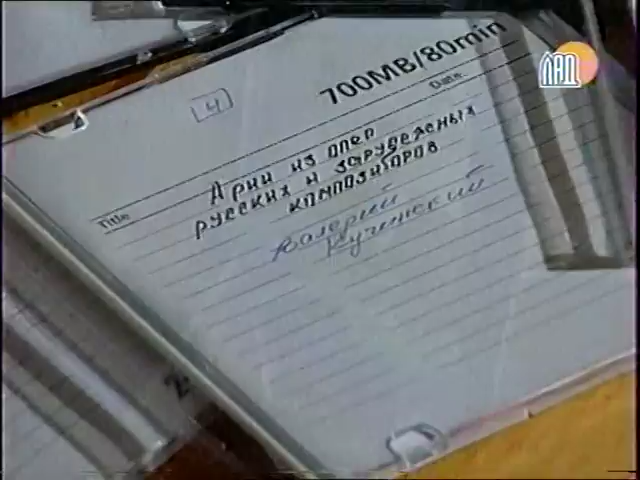 ЛАД
700MB/80min
4
Date
Title
Арии из опер
русских и зарубежных
композиторов
Валерий
Кучинский